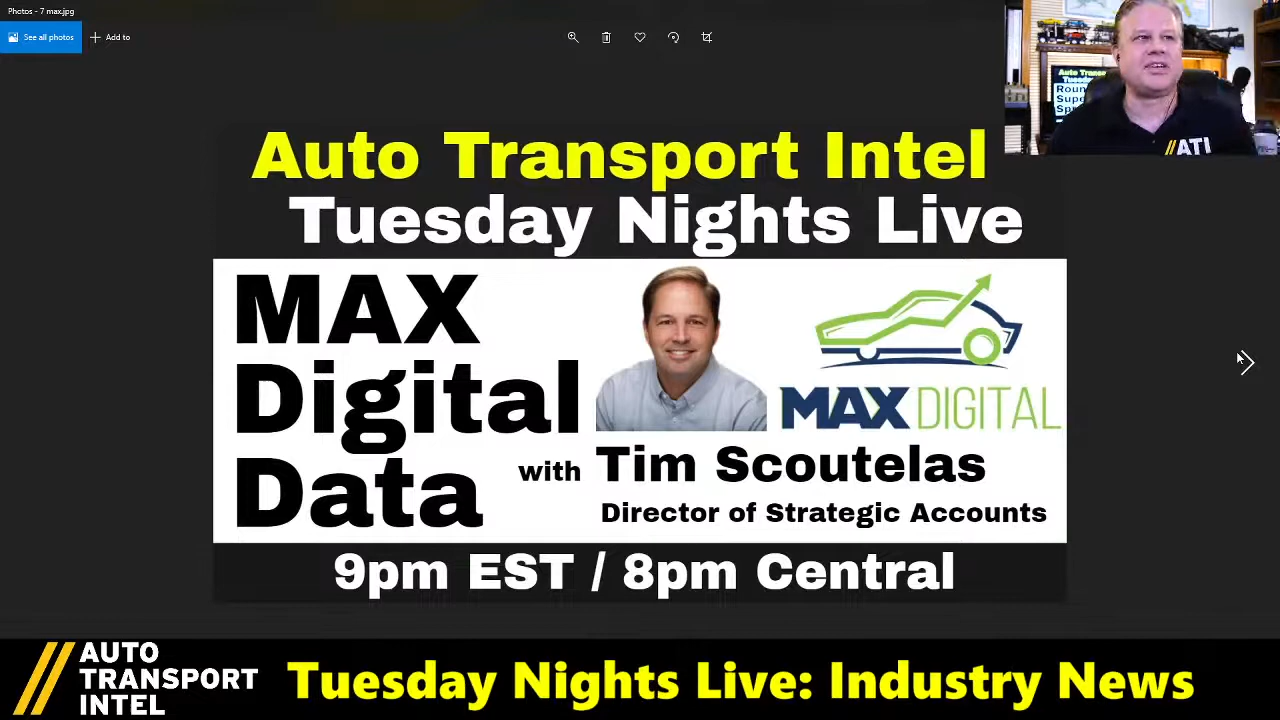 Photos - 7 max.jpg
See all photos
Add to
Auto Transport Intel
Tuesday Nights Live
MAX
Digital
Data
MAXDIGITAL
with Tim Scoutelas
Director of Strategic Accounts
9pm EST / 8pm Central
//ATI
AUTO
TRANSPORT
INTEL
Tuesday Nights Live: Industry News